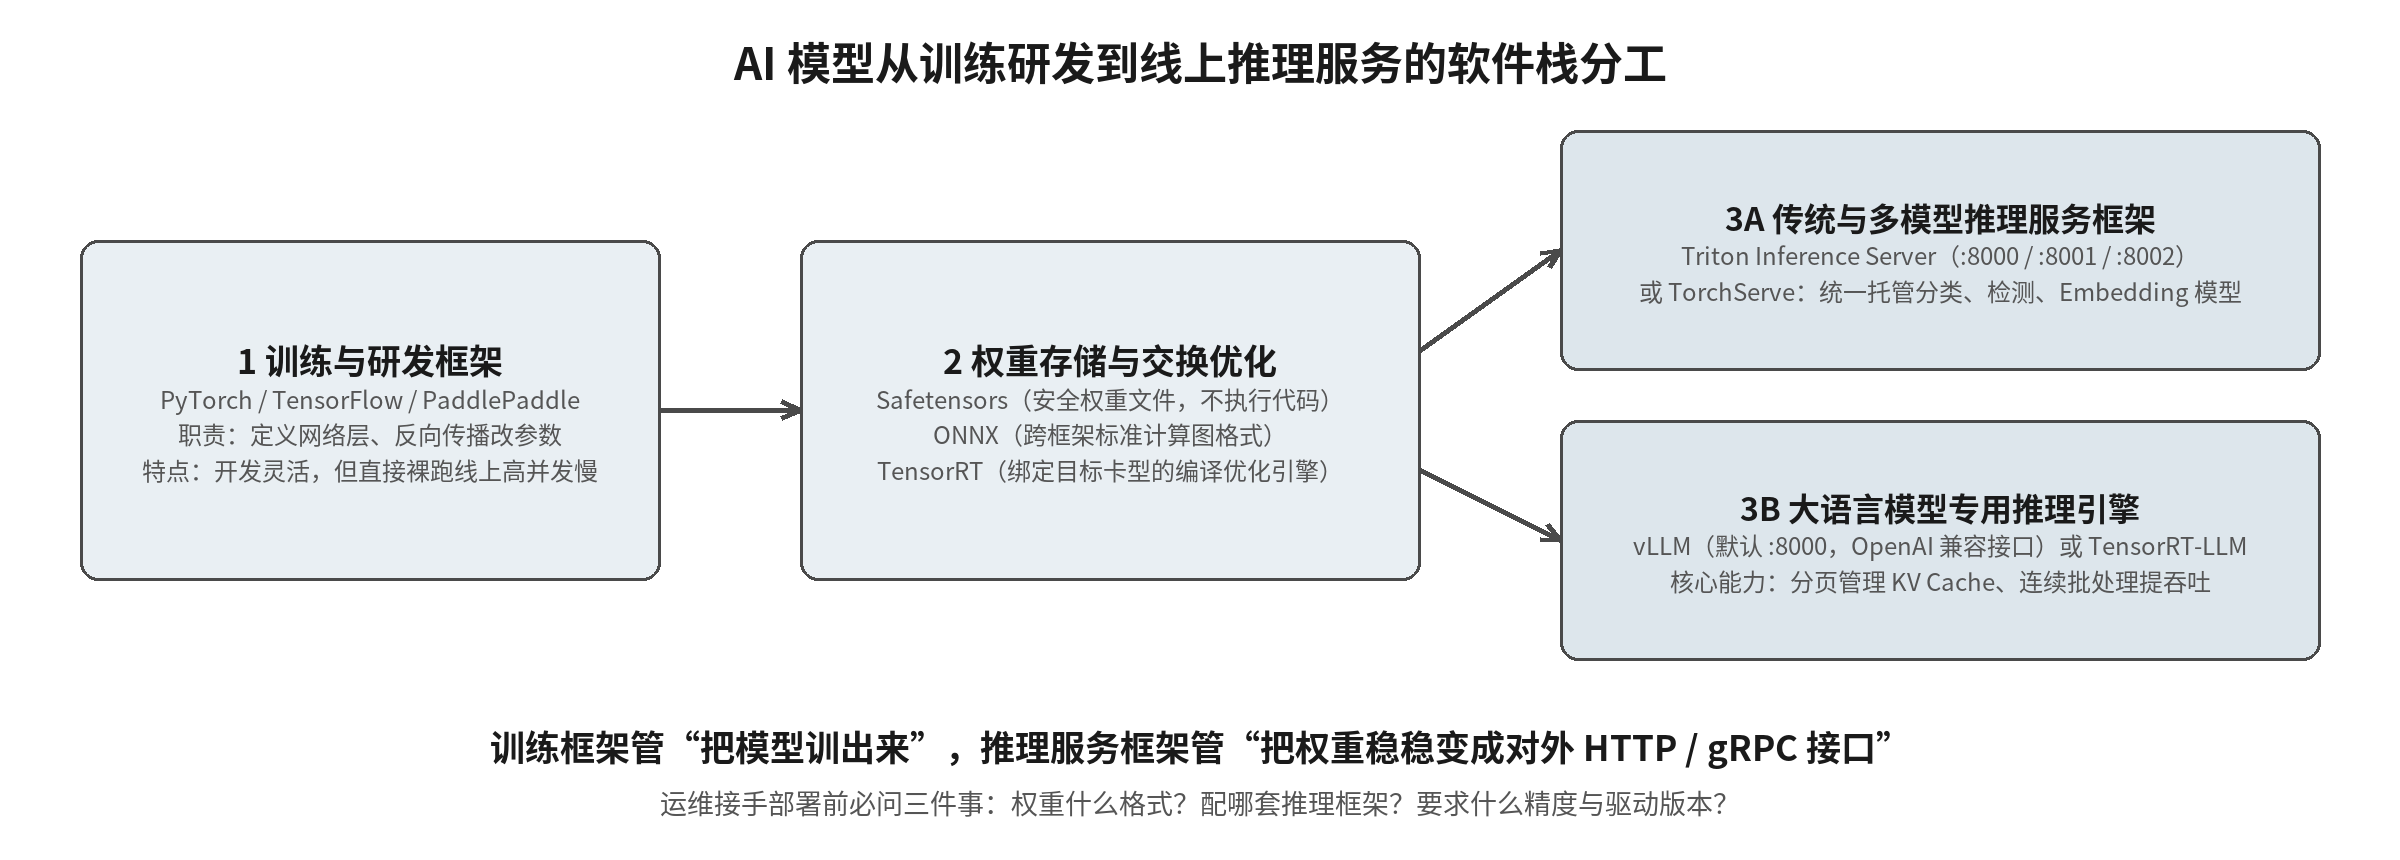 AI 模型从训练研发到线上推理服务的软件栈分工
1 训练与研发框架
PyTorch / TensorFlow / PaddlePaddle
职责：定义网络层、反向传播改参数
特点：开发灵活，但直接裸跑线上高并发慢
2 权重存储与交换优化
Safetensors（安全权重文件，不执行代码）
ONNX（跨框架标准计算图格式）
TensorRT（绑定目标卡型的编译优化引擎）
3A 传统与多模型推理服务框架
Triton Inference Server（:8000 / :8001 / :8002）
或 TorchServe：统一托管分类、检测、Embedding 模型
3B 大语言模型专用推理引擎
vLLM（默认 :8000，OpenAI 兼容接口）或 TensorRT-LLM
核心能力：分页管理 KV Cache、连续批处理提吞吐
训练框架管“把模型训出来”，推理服务框架管“把权重稳稳变成对外 HTTP / gRPC 接口”
运维接手部署前必问三件事：权重什么格式？配哪套推理框架？要求什么精度与驱动版本？